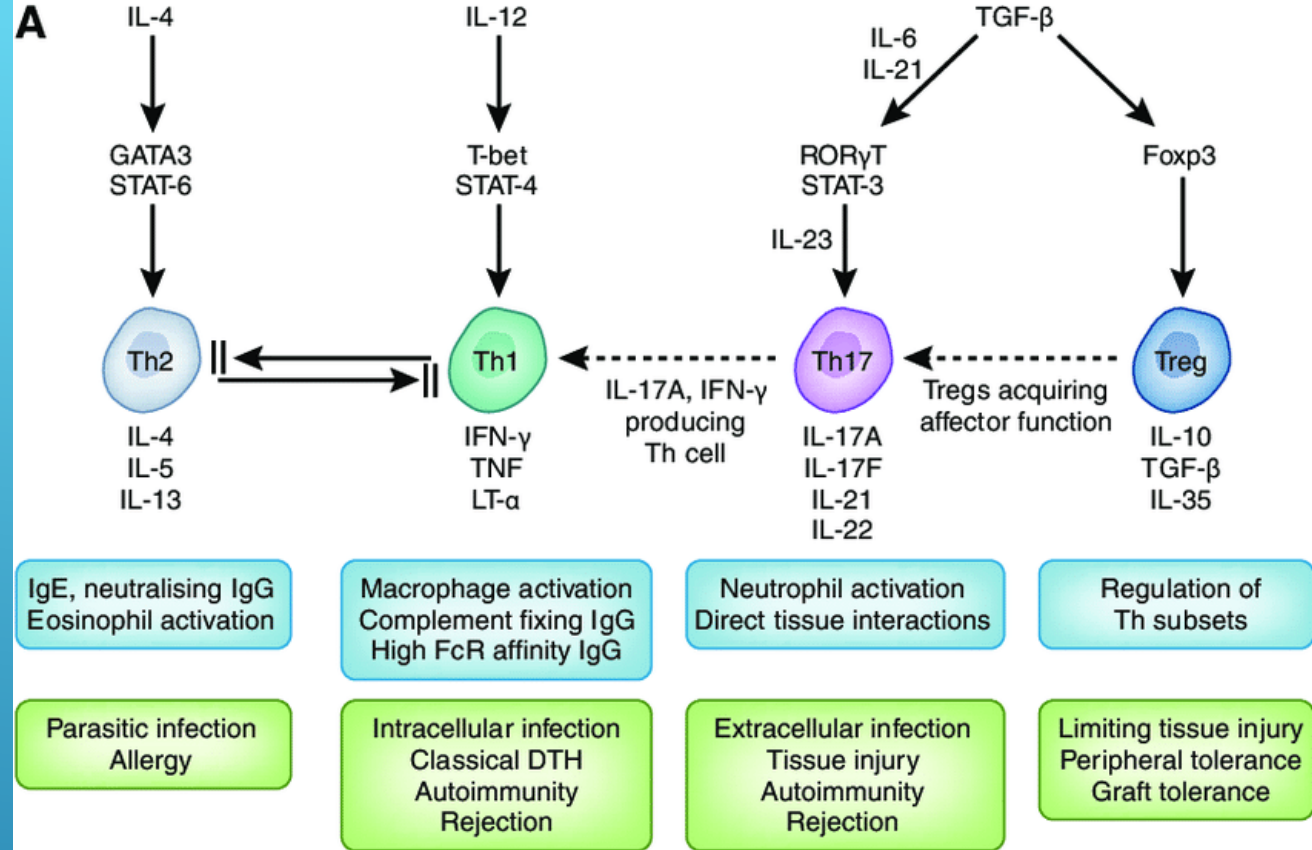 A
IL-4
IL-12
TGF-β
IL-6
IL-21
GATA3
STAT-6
T-bet
STAT-4
RORγT
STAT-3
Foxp3
IL-23
Th2
Th1
Th17
Treg
IL-17A, IFN-γ
producing
Th cell
Tregs acquiring
affector function
IL-4
IL-5
IL-13
IFN-γ
TNF
LT-α
IL-17A
IL-17F
IL-21
IL-22
IL-10
TGF-β
IL-35
IgE, neutralising IgG
Eosinophil activation
Macrophage activation
Complement fixing IgG
High FcR affinity IgG
Neutrophil activation
Direct tissue interactions
Regulation of
Th subsets
Parasitic infection
Allergy
Intracellular infection
Classical DTH
Autoimmunity
Rejection
Extracellular infection
Tissue injury
Autoimmunity
Rejection
Limiting tissue injury
Peripheral tolerance
Graft tolerance